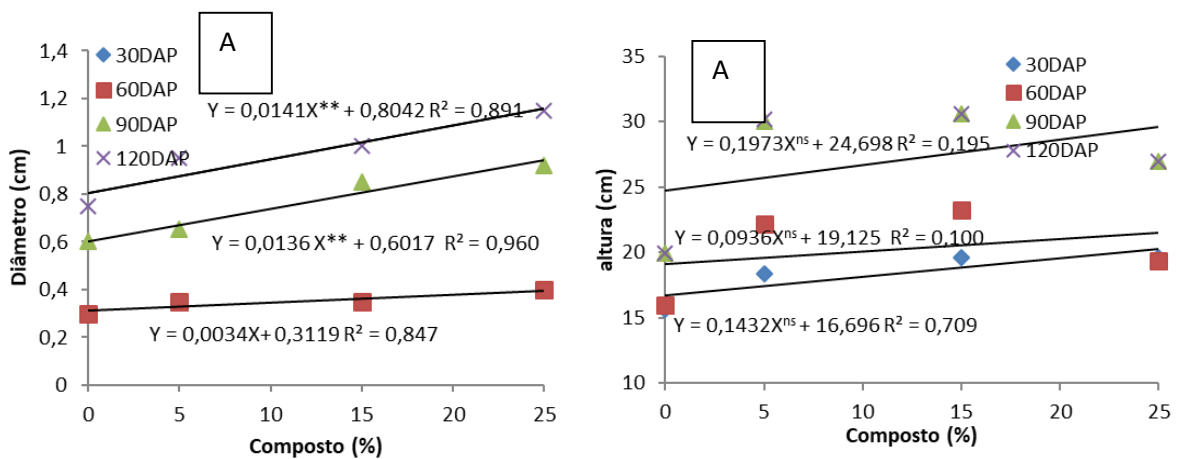 A
30DAP
60DAP
90DAP
120DAP
Y = 0,0141X** + 0,8042 R² = 0,891
Y = 0,0136 X** + 0,6017 R² = 0,960
Y = 0,0034X+ 0,3119 R² = 0,847
Diâmetro (cm)
1,4
1,2
1
0,8
0,6
0,4
0,2
0
0
5
10
15
20
25
Composto (%)
A
30DAP
60DAP
90DAP
120DAP
Y = 0,1973Xⁿˢ + 24,698 R² = 0,195
Y = 0,0936Xⁿˢ + 19,125 R² = 0,100
Y = 0,1432Xⁿˢ + 16,696 R² = 0,709
altura (cm)
35
30
25
20
15
10
0
5
10
15
20
25
Composto (%)